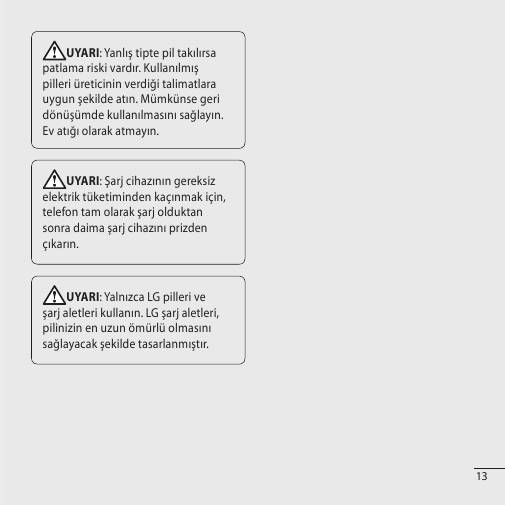 UYARI: Yanlış tipte pil takılırsa
patlama riski vardır. Kullanılmış
pilleri üreticinin verdiği talimatlara
uygun şekilde atın. Mümkünse geri
dönüşümde kullanılmasını sağlayın.
Ev atığı olarak atmayın.
UYARI: Şarj cihazının gereksiz
elektrik tüketiminden kaçınmak için,
telefon tam olarak şarj olduktan
sonra daima şarj cihazını prizden
çıkarın.
UYARI: Yalnızca LG pilleri ve
şarj aletleri kullanın. LG şarj aletleri,
pilinizin en uzun ömürlü olmasını
sağlayacak şekilde tasarlanmıştır.
13